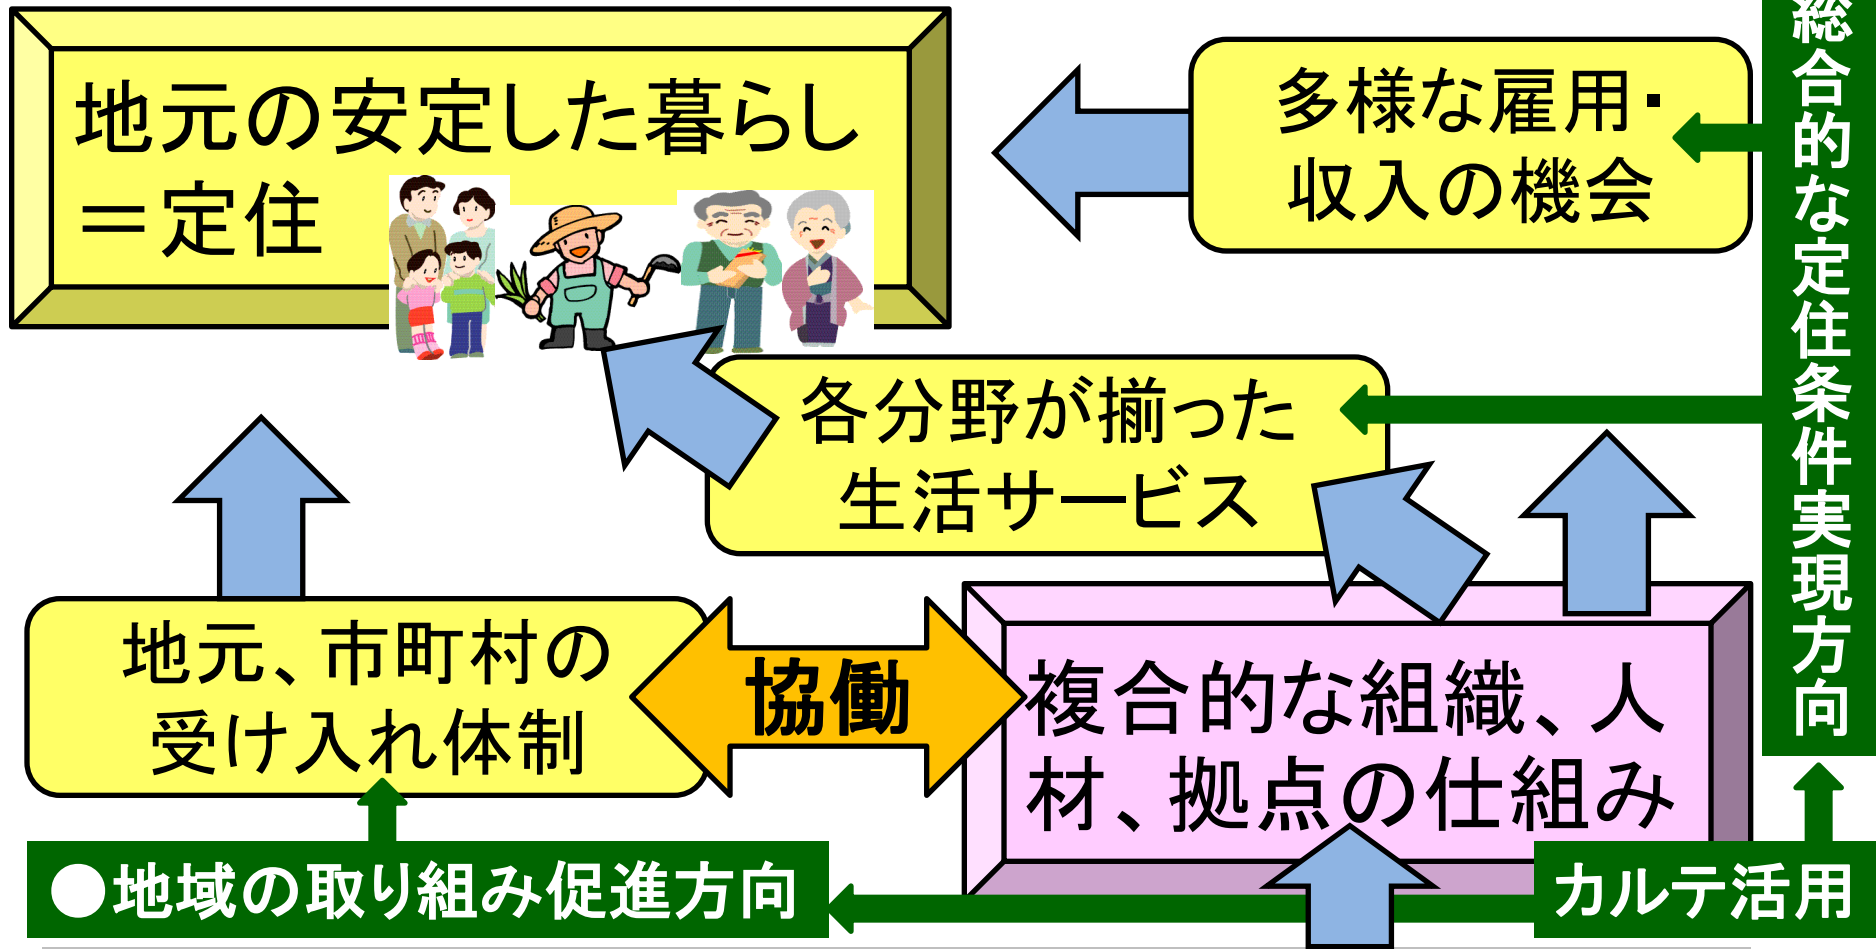 地元の安定した暮らし
＝定住
多様な雇用・
収入の機会
総合的な定住条件実現方向
各分野が揃った
生活サービス
地元、市町村の
受け入れ体制
協働
複合的な組織、人
材、拠点の仕組み
●地域の取り組み促進方向
カルテ活用